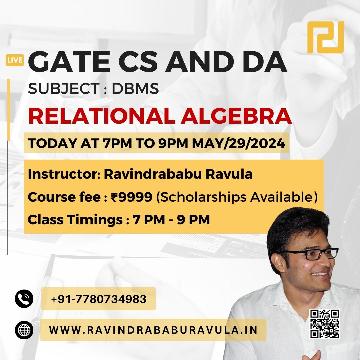 LIVE
GATE CS AND DA
SUBJECT : DBMS
RELATIONAL ALGEBRA
TODAY AT 7PM TO 9PM MAY/29/2024
Instructor: Ravindrababu Ravula
Course fee : ₹9999 (Scholarships Available)
Class Timings : 7 PM - 9 PM
+91-7780734983
WWW.RAVINDRABABURAVULA.IN